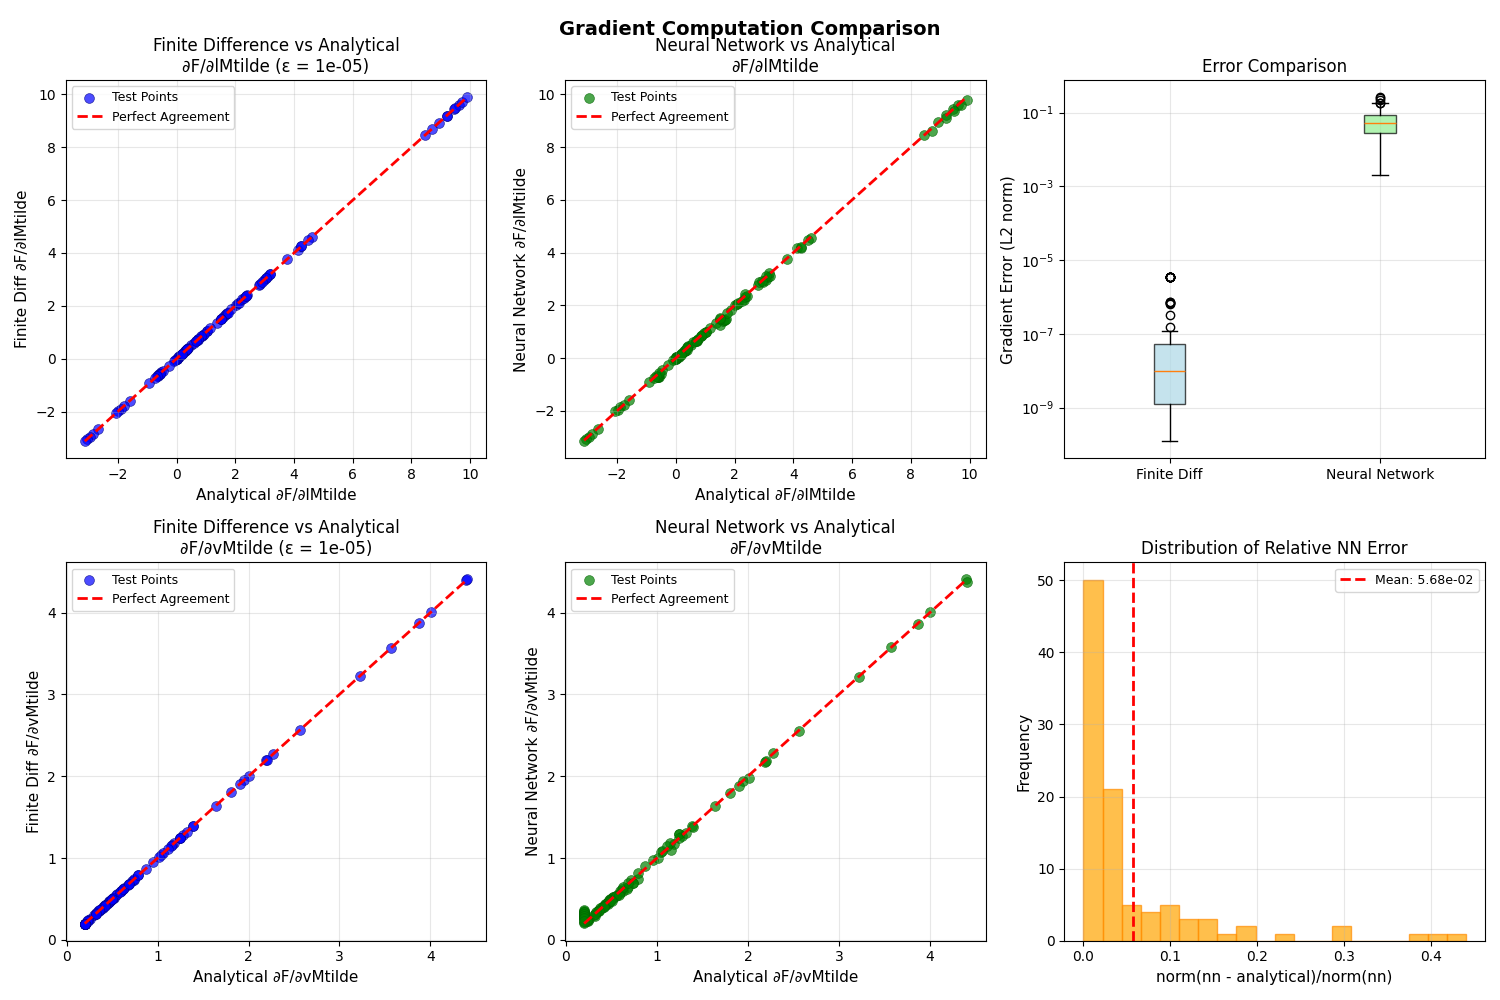 Gradient Computation Comparison
Finite Difference vs Analytical
∂F/∂lMtilde (ε = 1e-05)
Test Points
Perfect Agreement
Finite Diff ∂F/∂lMtilde
10
8
6
4
2
0
−2
−2
0
2
4
6
8
10
Analytical ∂F/∂lMtilde
Neural Network vs Analytical
∂F/∂lMtilde
Test Points
Perfect Agreement
Neural Network ∂F/∂lMtilde
10
8
6
4
2
0
−2
−2
0
2
4
6
8
10
Analytical ∂F/∂lMtilde
Error Comparison
Gradient Error (L2 norm)
10⁻¹
10⁻³
10⁻⁵
10⁻⁷
10⁻⁹
Finite Diff
Neural Network
Finite Difference vs Analytical
∂F/∂vMtilde (ε = 1e-05)
Test Points
Perfect Agreement
Finite Diff ∂F/∂vMtilde
4
3
2
1
0
0
1
2
3
4
Analytical ∂F/∂vMtilde
Neural Network vs Analytical
∂F/∂vMtilde
Test Points
Perfect Agreement
Neural Network ∂F/∂vMtilde
4
3
2
1
0
0
1
2
3
4
Analytical ∂F/∂vMtilde
Distribution of Relative NN Error
Mean: 5.68e-02
Frequency
50
40
30
20
10
0
0.0
0.1
0.2
0.3
0.4
norm(nn - analytical)/norm(nn)